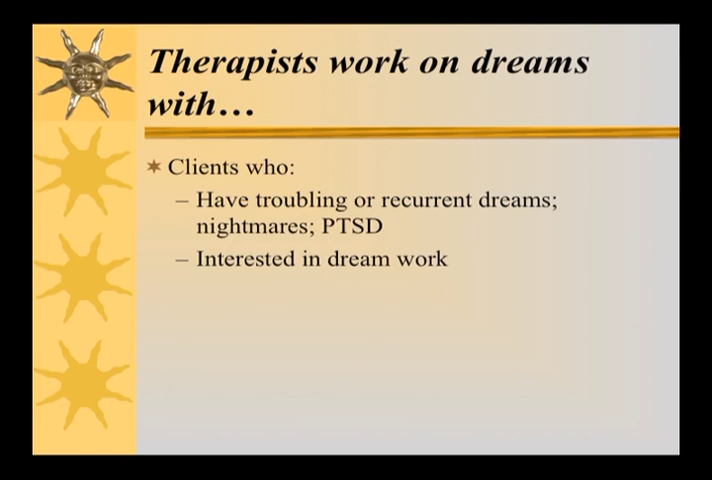 Therapists work on dreams
with…
Clients who:
– Have troubling or recurrent dreams;
nightmares; PTSD
– Interested in dream work